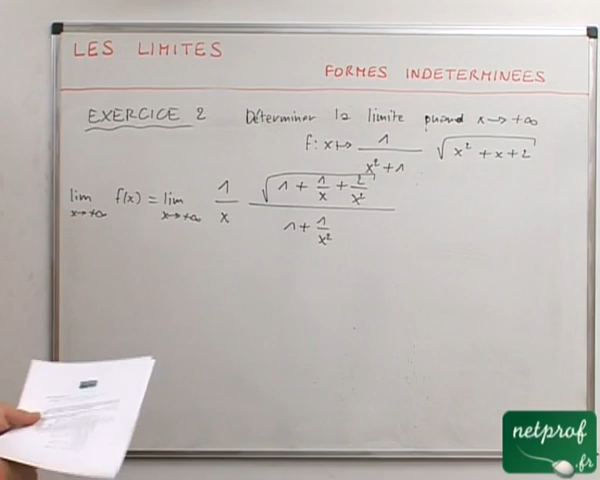 LES LIMITES
FORMES INDETERMINEES
EXERCICE 2 Déterminer la limite quand x → +∞
f: x ↦ 1/(x² + 1) √(x² + x + 2)
lim x→+∞ f(x) = lim x→+∞ 1/x √(1 + 1/x + 2/x²)/(1 + 1/x²)
netprof
.fr